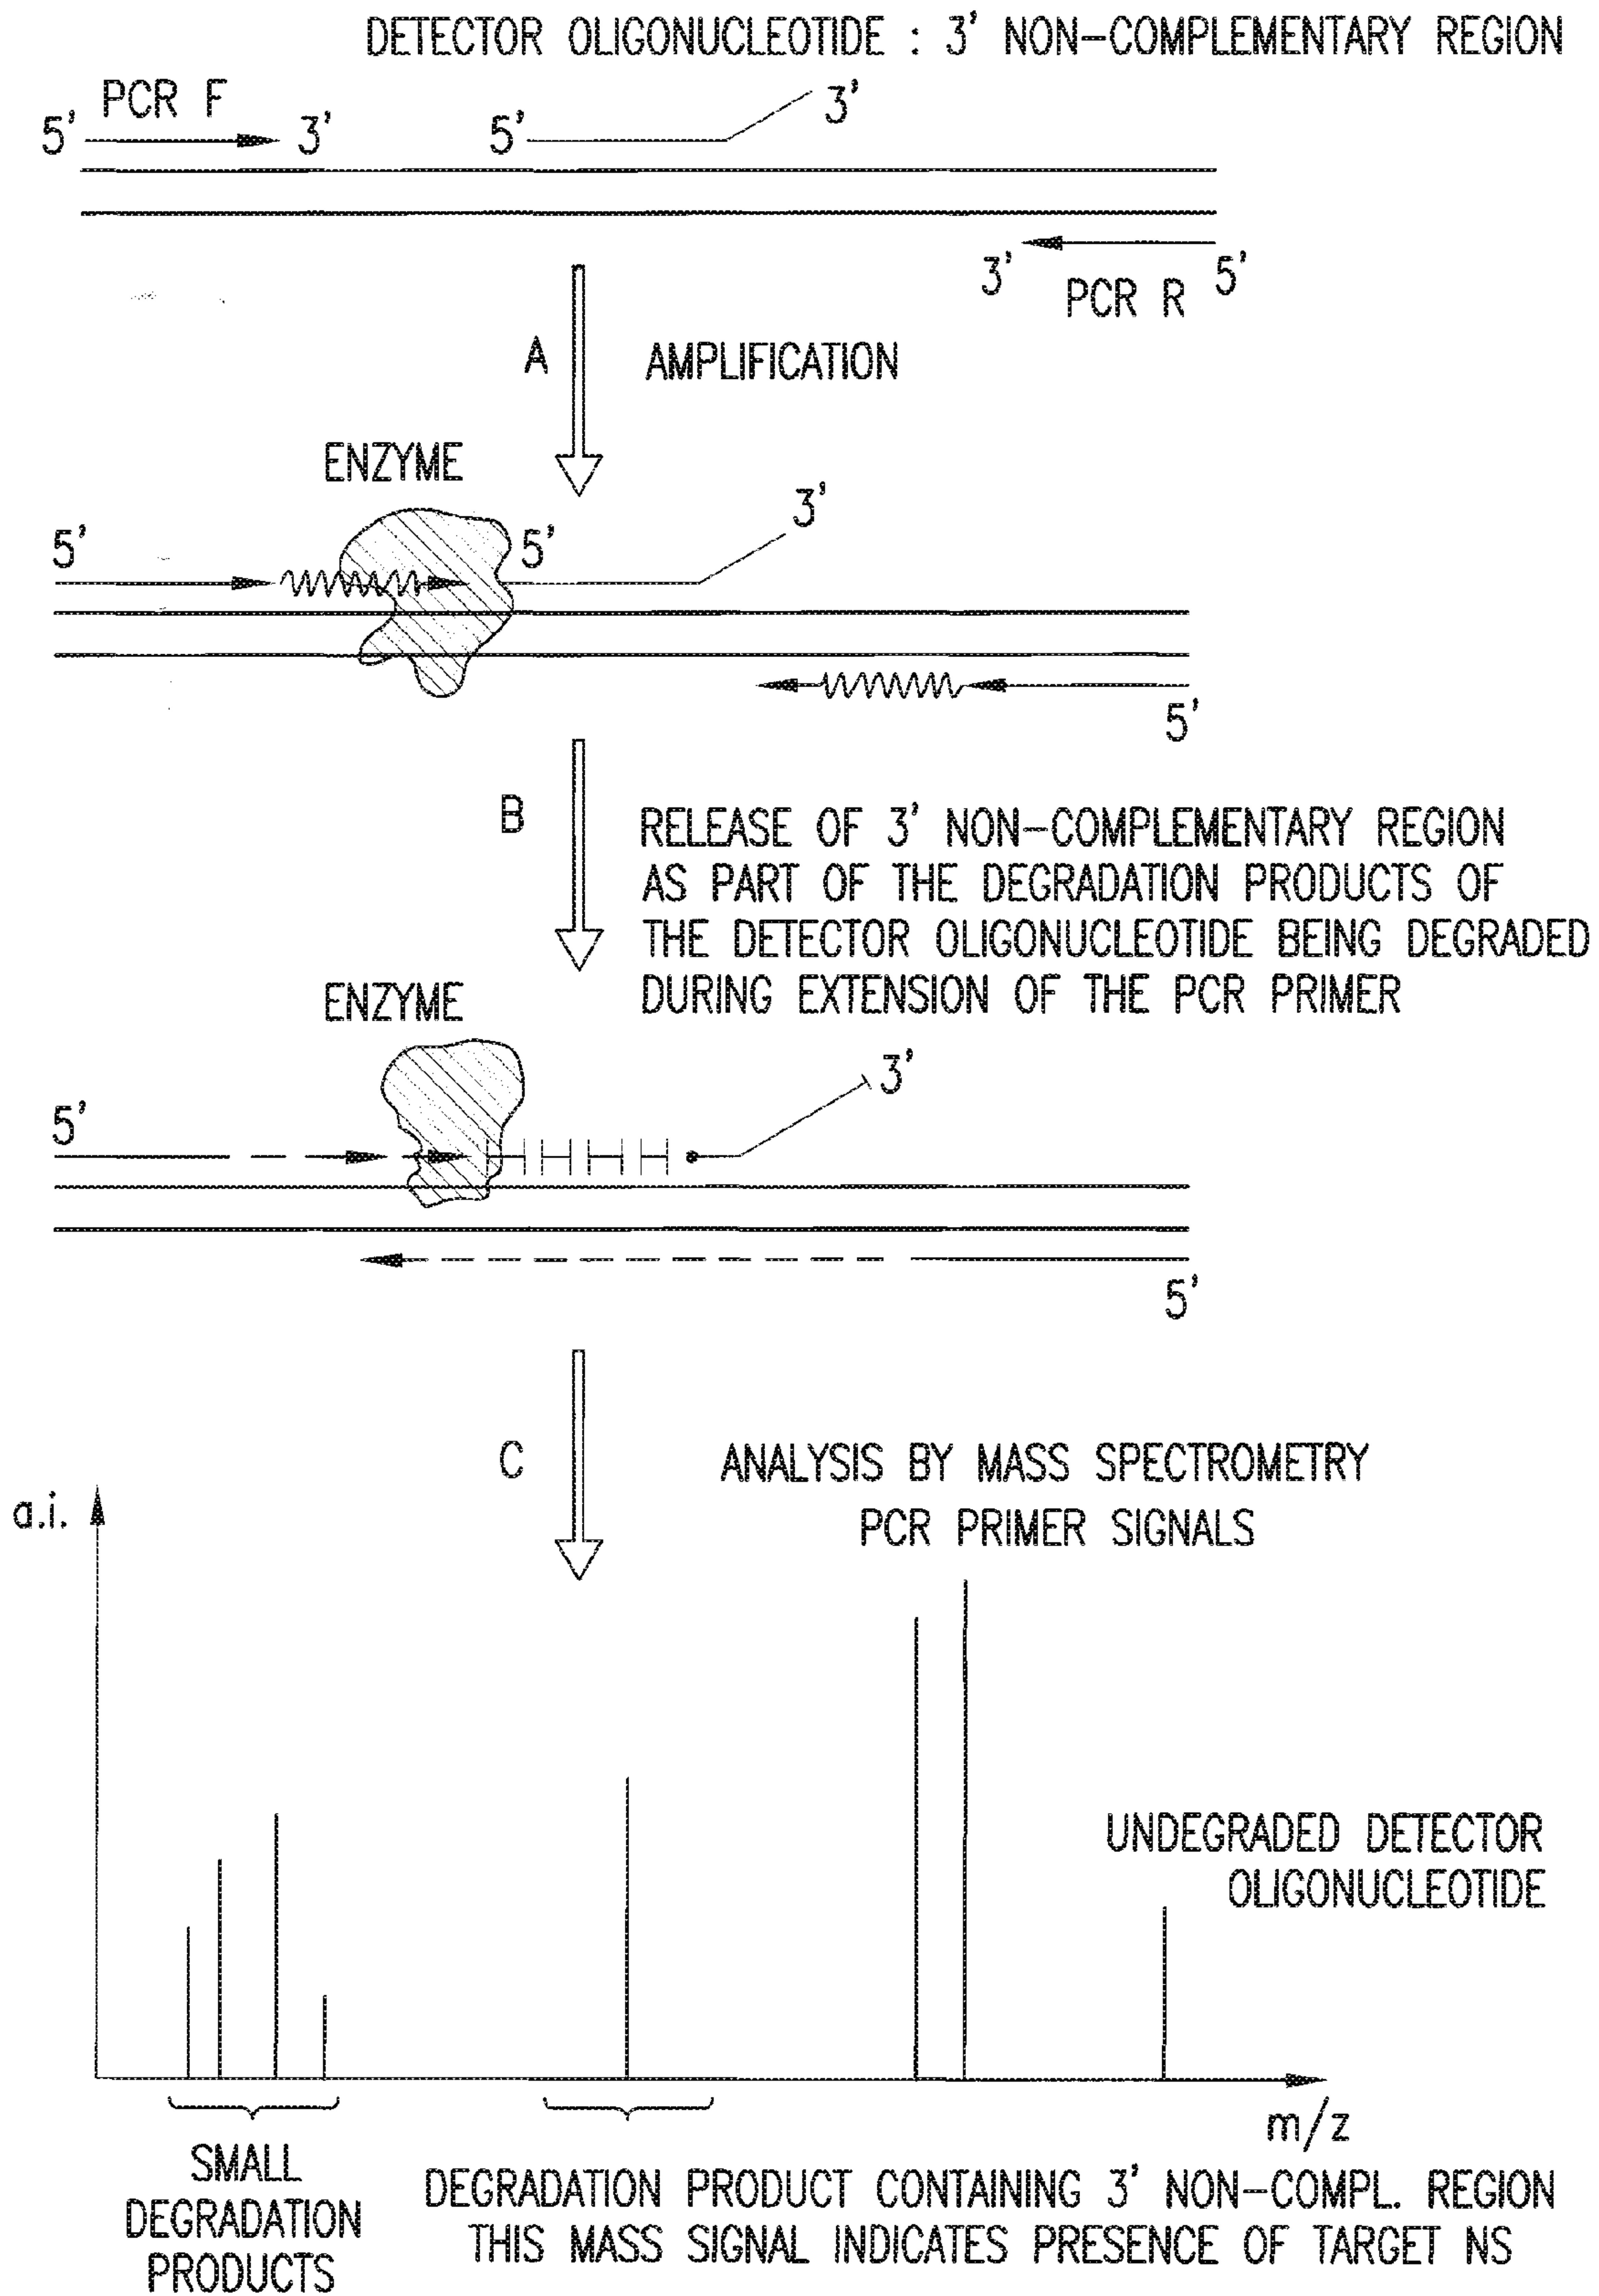 DETECTOR OLIGONUCLEOTIDE : 3' NON-COMPLEMENTARY REGION
PCR F
5' 3' 5' 3'
3' 5'
PCR R
A AMPLIFICATION
ENZYME
3'
5' 5'
5'
B
RELEASE OF 3' NON-COMPLEMENTARY REGION
AS PART OF THE DEGRADATION PRODUCTS OF
THE DETECTOR OLIGONUCLEOTIDE BEING DEGRADED
DURING EXTENSION OF THE PCR PRIMER
ENZYME
3'
5'
5'
C
ANALYSIS BY MASS SPECTROMETRY
PCR PRIMER SIGNALS
a.i.
UNDEGRADED DETECTOR
OLIGONUCLEOTIDE
m/z
SMALL
DEGRADATION
PRODUCTS
DEGRADATION PRODUCT CONTAINING 3' NON-COMPL. REGION
THIS MASS SIGNAL INDICATES PRESENCE OF TARGET NS